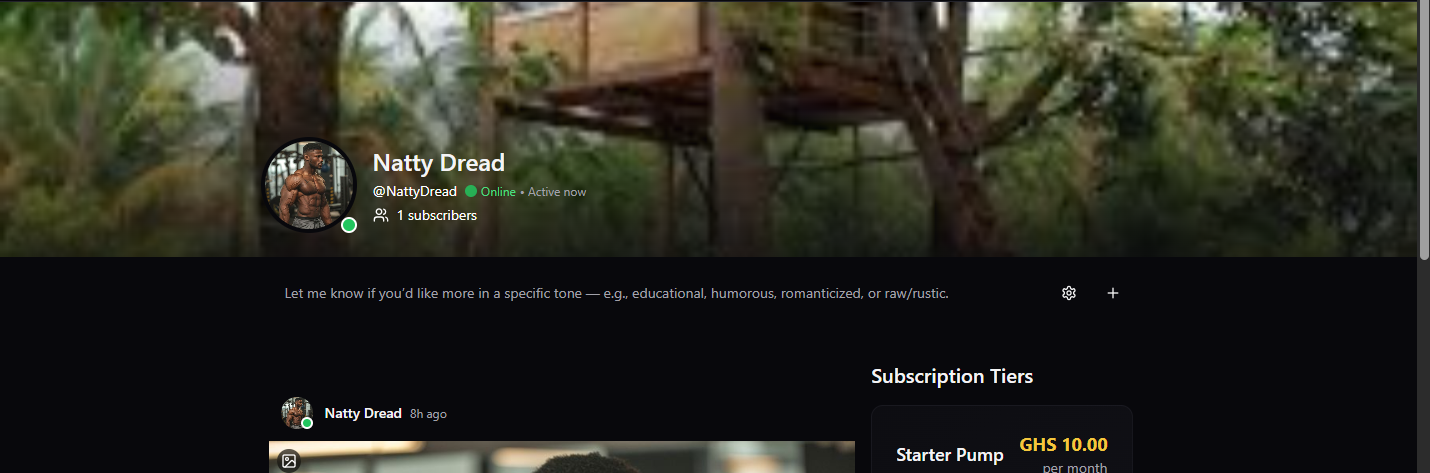 Natty Dread
@NattyDread Online • Active now
1 subscribers
Let me know if you’d like more in a specific tone — e.g., educational, humorous, romanticized, or raw/rustic.
Subscription Tiers
Natty Dread 8h ago
Starter Pump
GHS 10.00
per month